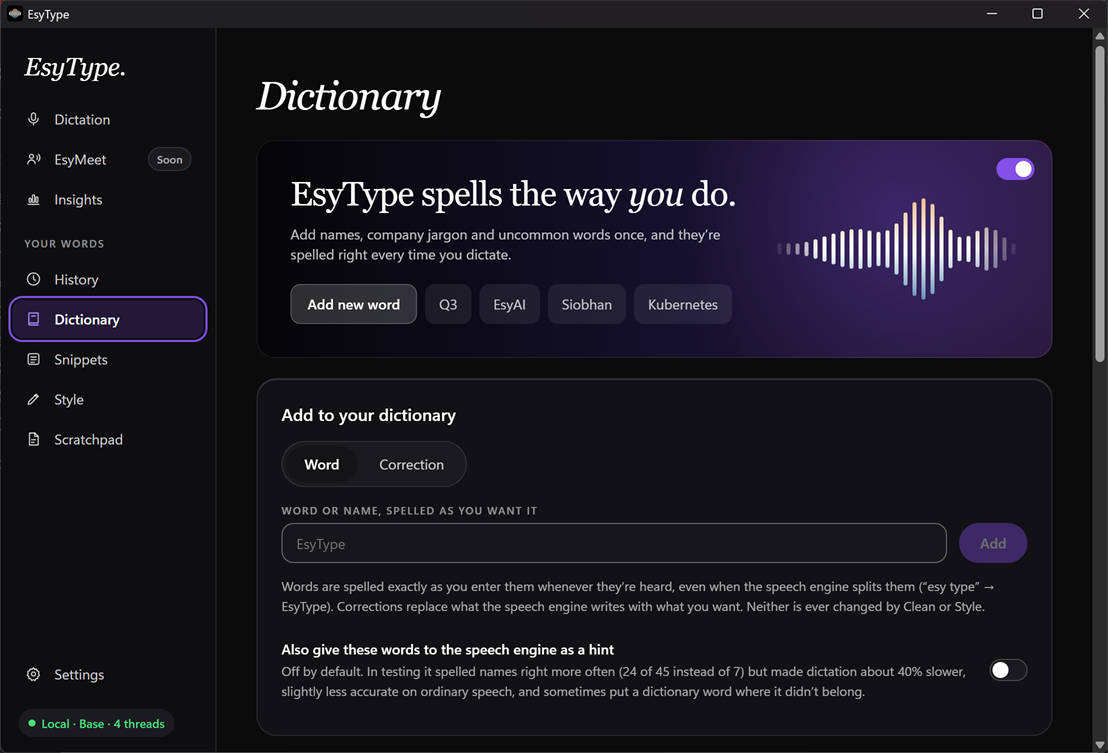 EsyType
EsyType.
Dictation
EsyMeet Soon
Insights
YOUR WORDS
History
Dictionary
Snippets
Style
Scratchpad
Settings
Local · Base · 4 threads
Dictionary
EsyType spells the way you do.
Add names, company jargon and uncommon words once, and they’re
spelled right every time you dictate.
Add new word Q3 EsyAI Siobhan Kubernetes
Add to your dictionary
Word Correction
WORD OR NAME, SPELLED AS YOU WANT IT
EsyType Add
Words are spelled exactly as you enter them whenever they’re heard, even when the speech engine splits them (“esy type” →
EsyType). Corrections replace what the speech engine writes with what you want. Neither is ever changed by Clean or Style.
Also give these words to the speech engine as a hint
Off by default. In testing it spelled names right more often (24 of 45 instead of 7) but made dictation about 40% slower,
slightly less accurate on ordinary speech, and sometimes put a dictionary word where it didn’t belong.